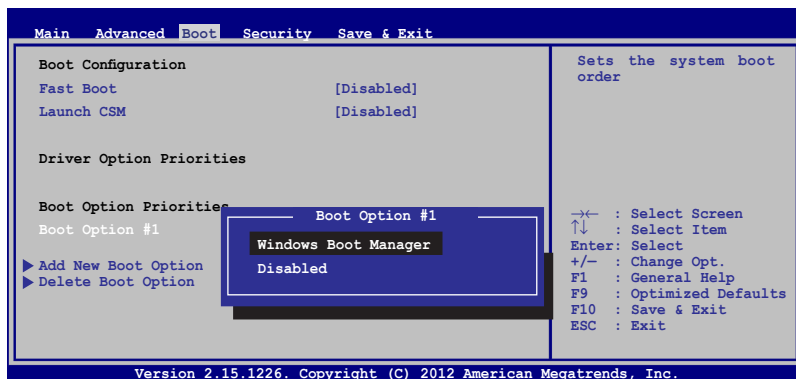 Main Advanced Boot Security Save & Exit
Boot Configuration
Fast Boot [Disabled]
Launch CSM [Disabled]
Driver Option Priorities
Boot Option Priorities
Boot Option #1
Add New Boot Option
Delete Boot Option
Boot Option #1
Windows Boot Manager
Disabled
Sets the system boot
order
→← : Select Screen
↑↓ : Select Item
Enter: Select
+/— : Change Opt.
F1 : General Help
F9 : Optimized Defaults
F10 : Save & Exit
ESC : Exit
Version 2.15.1226. Copyright (C) 2012 American Megatrends, Inc.